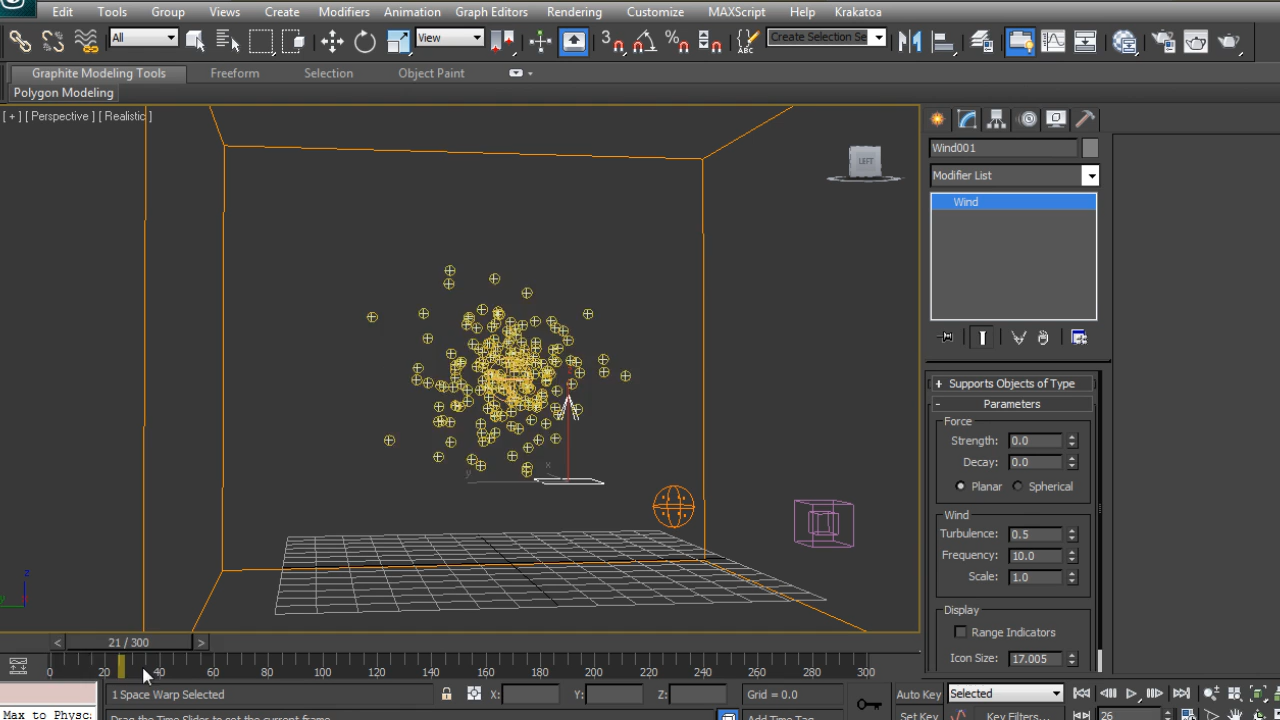 Edit Tools Group Views Create Modifiers Animation Graph Editors Rendering Customize MAXScript Help Krakatoa
All View 3 % Create Selection Se
Graphite Modeling Tools Freeform Selection Object Paint
Polygon Modeling
[ + ] [ Perspective ] [ Realistic ]
LEFT
Wind001
Modifier List
Wind
+ Supports Objects of Type
- Parameters
Force
Strength: 0.0
Decay: 0.0
Planar Spherical
Wind
Turbulence: 0.5
Frequency: 10.0
Scale: 1.0
Display
Range Indicators
Icon Size: 17.005
x
y
z
y
< 21 / 300 >
0 20 40 60 80 100 120 140 160 180 200 220 240 260 280 300
1 Space Warp Selected X: Y: Z: Grid = 0.0 Auto Key Selected
Max to Physc Drag the Time Slider to set the current frame Add Time Tag Set Key Key Filters... 26